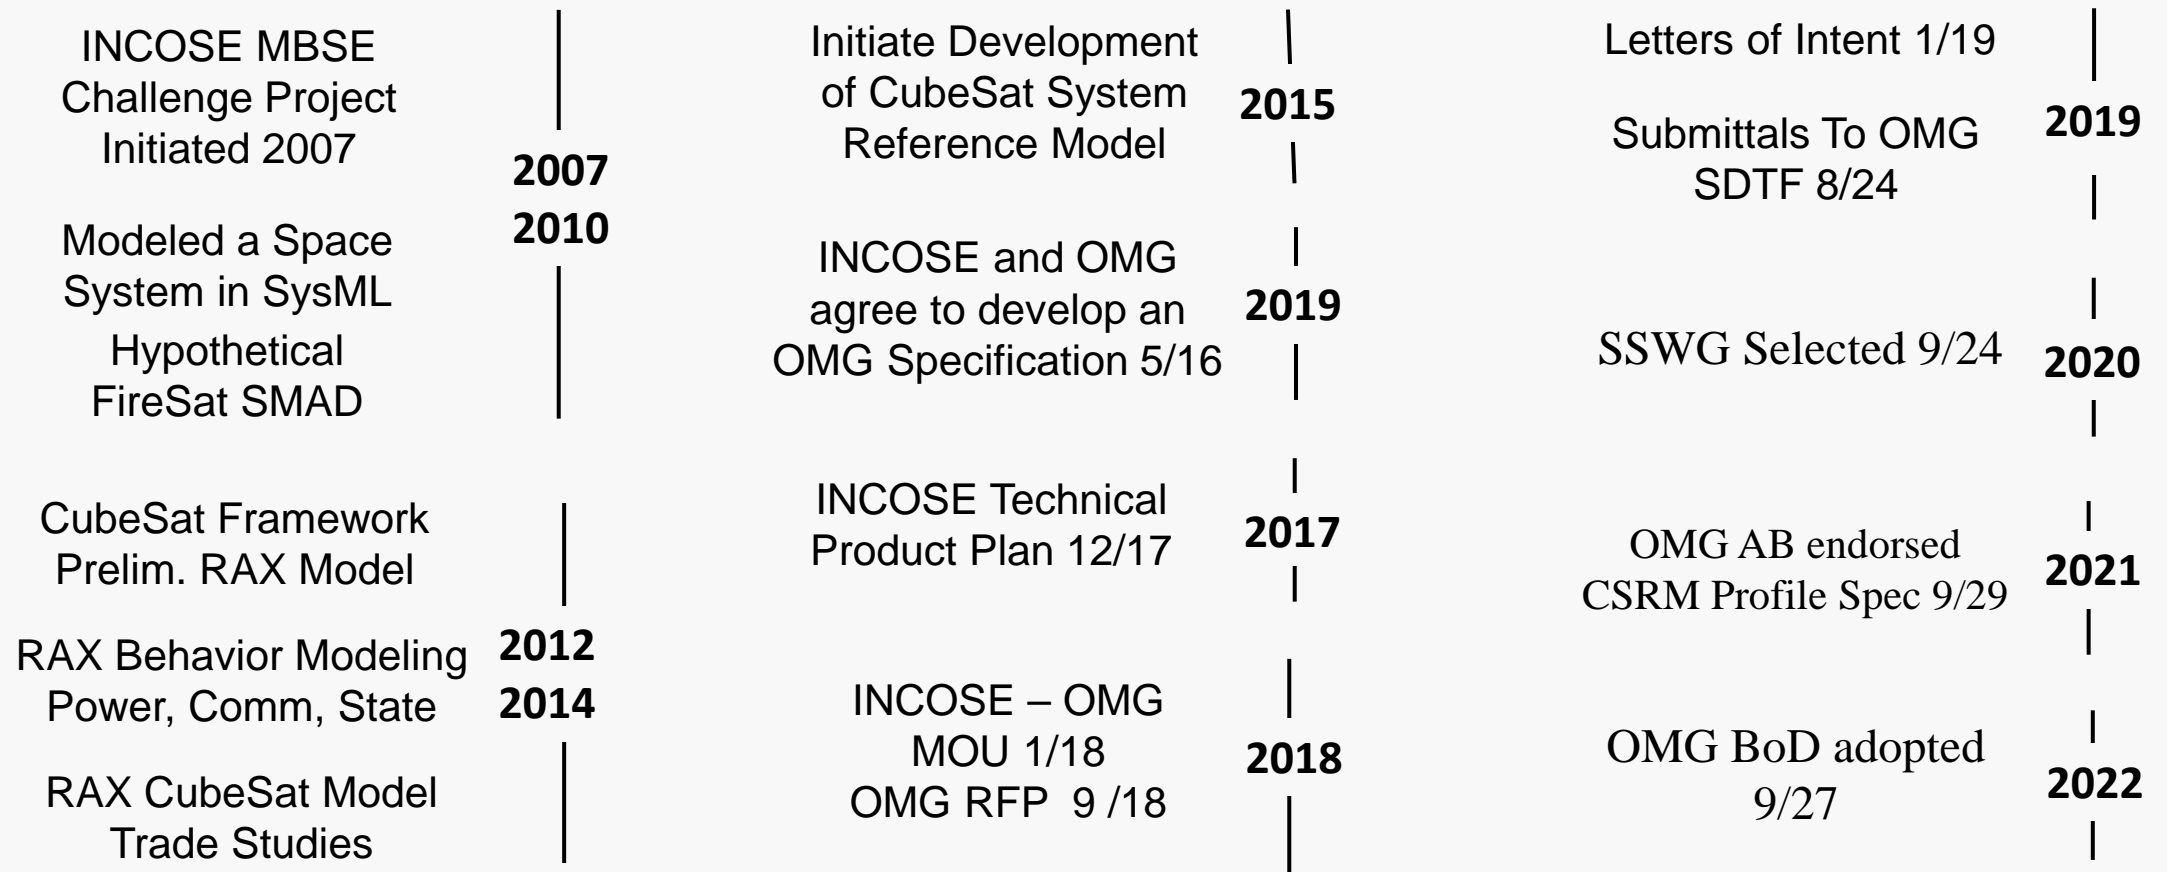 INCOSE MBSE
Challenge Project
Initiated 2007
2007
2010
Modeled a Space
System in SysML
Hypothetical
FireSat SMAD
CubeSat Framework
Prelim. RAX Model
RAX Behavior Modeling
Power, Comm, State
2012
2014
RAX CubeSat Model
Trade Studies
Initiate Development
of CubeSat System
Reference Model
2015
INCOSE and OMG
agree to develop an
OMG Specification 5/16
2019
INCOSE Technical
Product Plan 12/17
2017
INCOSE – OMG
MOU 1/18
OMG RFP  9 /18
2018
Letters of Intent 1/19
Submittals To OMG
SDTF 8/24
2019
SSWG Selected 9/24
2020
OMG AB endorsed
CSRM Profile Spec 9/29
2021
OMG BoD adopted
9/27
2022